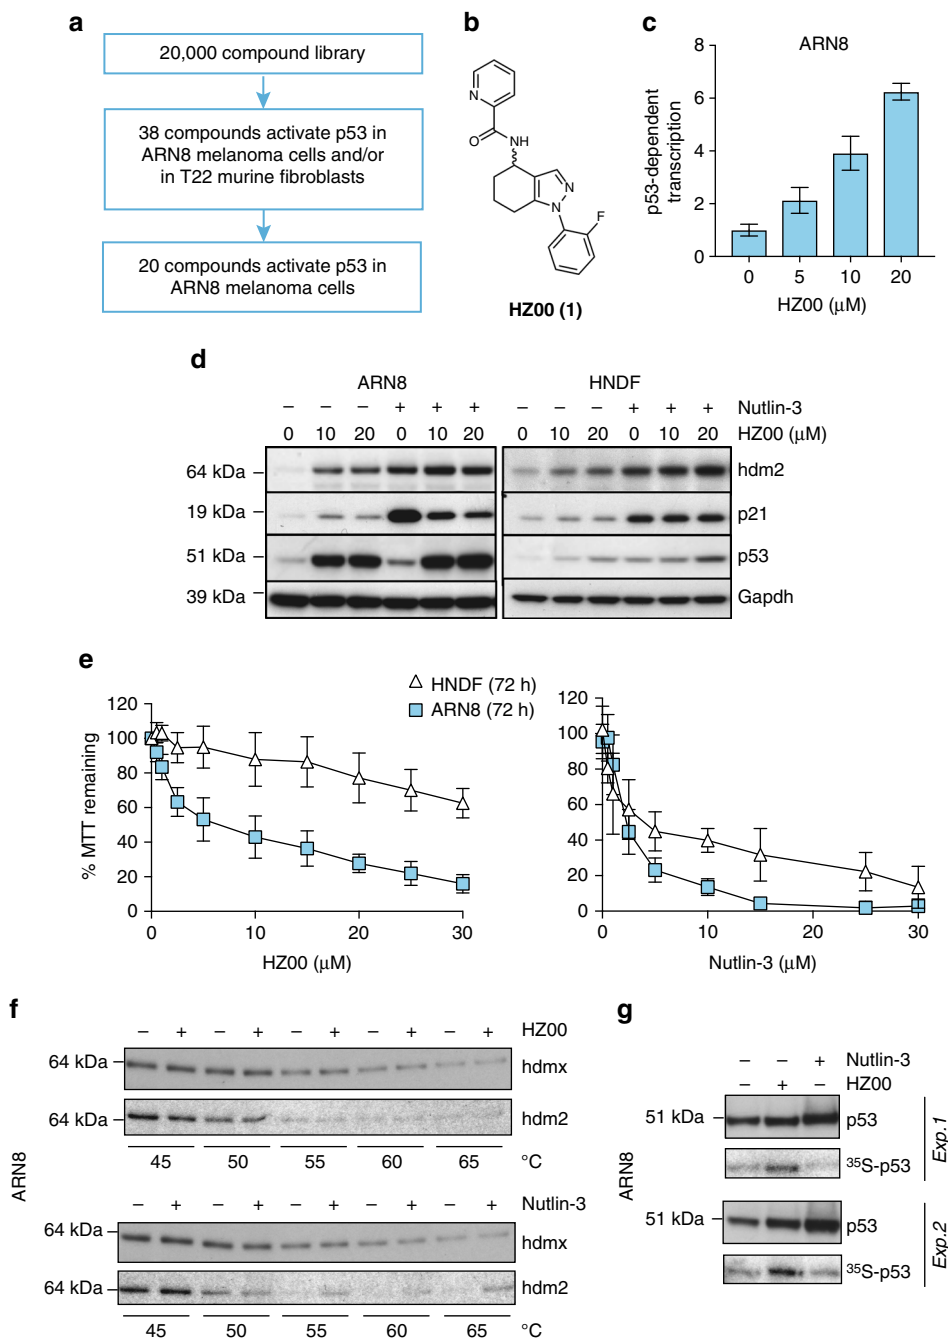 a
20,000 compound library
38 compounds activate p53 in
ARN8 melanoma cells and/or
in T22 murine fibroblasts
20 compounds activate p53 in
ARN8 melanoma cells
b
N
O
NH
N
N
F
HZ00 (1)
c
ARN8
p53-dependent
transcription
8
6
4
2
0
0 5 10 20
HZ00 (μM)
d
ARN8 HNDF
– – – + + + – – – + + + Nutlin-3
0 10 20 0 10 20 0 10 20 0 10 20 HZ00 (μM)
64 kDa hdm2
19 kDa p21
51 kDa p53
39 kDa Gapdh
e
HNDF (72 h)
ARN8 (72 h)
% MTT remaining
120
100
80
60
40
20
0
0 10 20 30
HZ00 (μM)
120
100
80
60
40
20
0
0 10 20 30
Nutlin-3 (μM)
f
ARN8
– + – + – + – + – + HZ00
64 kDa hdmx
64 kDa hdm2
45 50 55 60 65 °C
– + – + – + – + – + Nutlin-3
64 kDa hdmx
64 kDa hdm2
45 50 55 60 65 °C
g
ARN8
– – + Nutlin-3
– + – HZ00
51 kDa p53
35S-p53
Exp.1
51 kDa p53
35S-p53
Exp.2